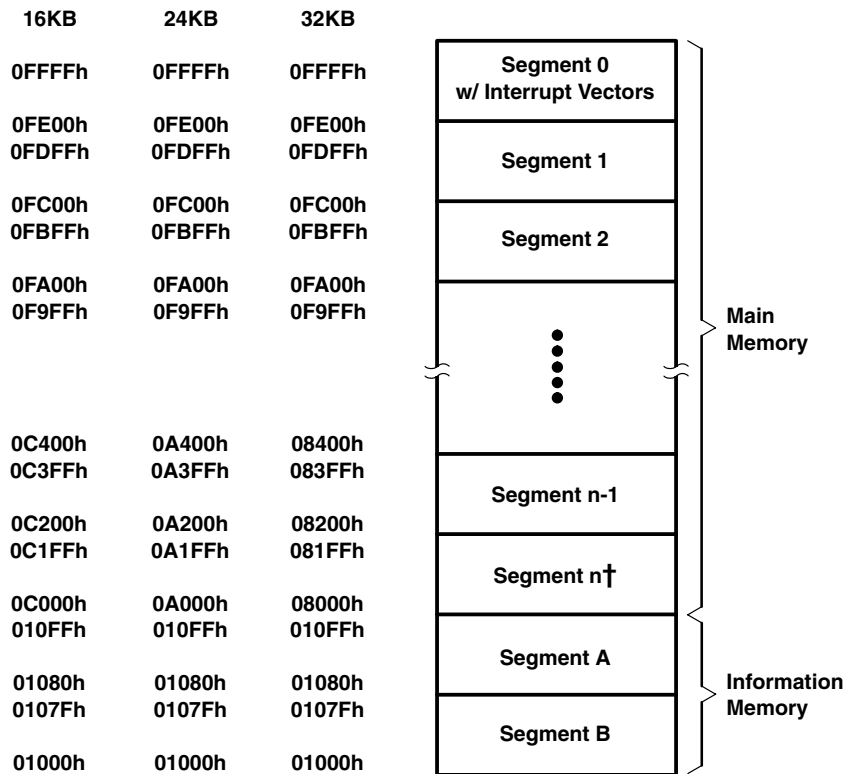 16KB 24KB 32KB
0FFFFh 0FFFFh 0FFFFh
Segment 0
w/ Interrupt Vectors
0FE00h 0FE00h 0FE00h
0FDFFh 0FDFFh 0FDFFh
Segment 1
0FC00h 0FC00h 0FC00h
0FBFFh 0FBFFh 0FBFFh
Segment 2
0FA00h 0FA00h 0FA00h
0F9FFh 0F9FFh 0F9FFh
Main
Memory
0C400h 0A400h 08400h
0C3FFh 0A3FFh 083FFh
Segment n-1
0C200h 0A200h 08200h
0C1FFh 0A1FFh 081FFh
Segment n†
0C000h 0A000h 08000h
010FFh 010FFh 010FFh
Segment A
01080h 01080h 01080h
0107Fh 0107Fh 0107Fh
Information
Memory
Segment B
01000h 01000h 01000h